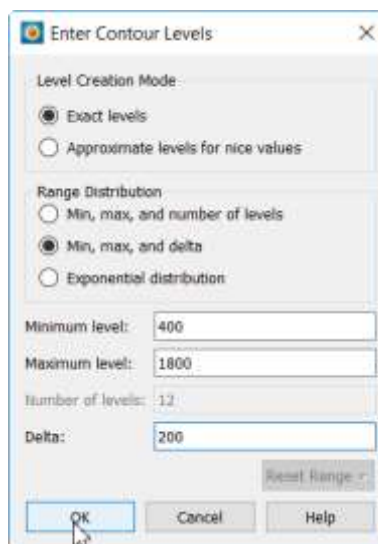 Enter Contour Levels
Level Creation Mode
Exact levels
Approximate levels for nice values
Range Distribution
Min, max, and number of levels
Min, max, and delta
Exponential distribution
Minimum level: 400
Maximum level: 1800
Number of levels: 12
Delta: 200
Reset Range
OK Cancel Help